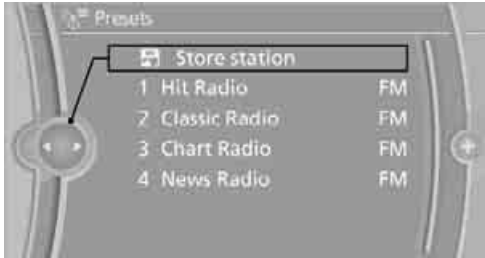 Presets
Store station
1 Hit Radio FM
2 Classic Radio FM
3 Chart Radio FM
4 News Radio FM